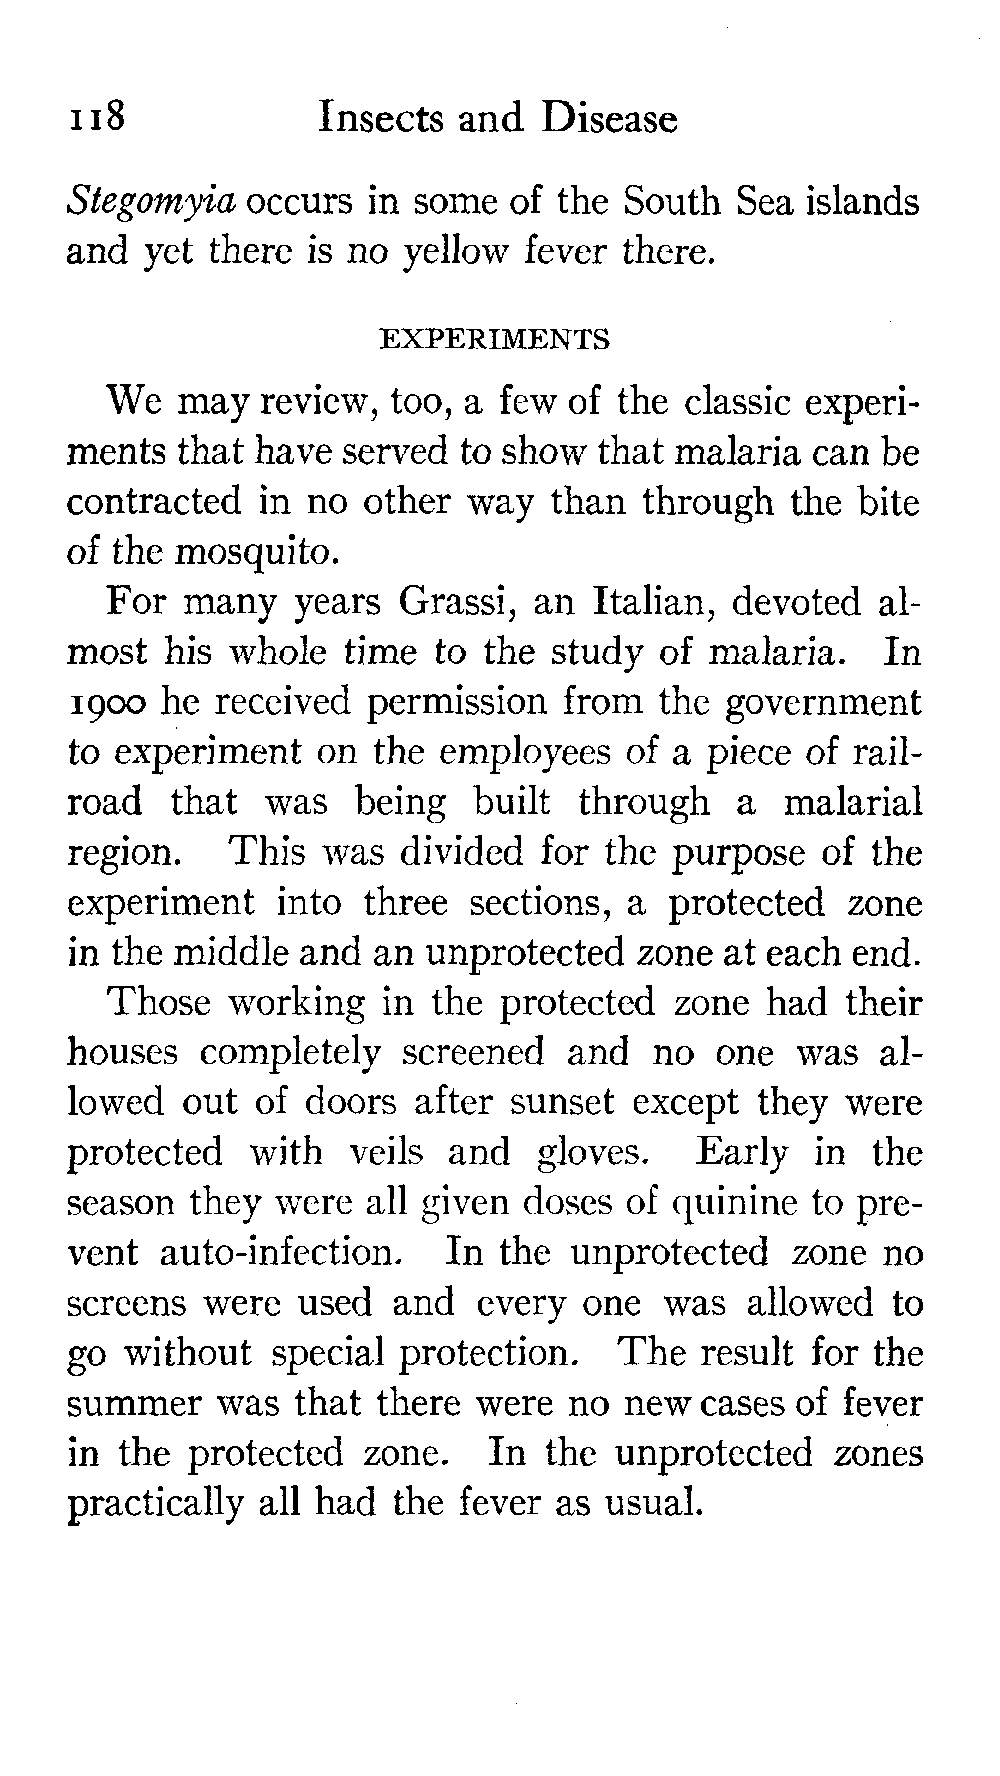 118 Insects and Disease
Stegomyia occurs in some of the South Sea islands
and yet there is no yellow fever there.
EXPERIMENTS
We may review, too, a few of the classic experi-
ments that have served to show that malaria can be
contracted in no other way than through the bite
of the mosquito.
For many years Grassi, an Italian, devoted al-
most his whole time to the study of malaria. In
1900 he received permission from the government
to experiment on the employees of a piece of rail-
road that was being built through a malarial
region. This was divided for the purpose of the
experiment into three sections, a protected zone
in the middle and an unprotected zone at each end.
Those working in the protected zone had their
houses completely screened and no one was al-
lowed out of doors after sunset except they were
protected with veils and gloves. Early in the
season they were all given doses of quinine to pre-
vent auto-infection. In the unprotected zone no
screens were used and every one was allowed to
go without special protection. The result for the
summer was that there were no new cases of fever
in the protected zone. In the unprotected zones
practically all had the fever as usual.